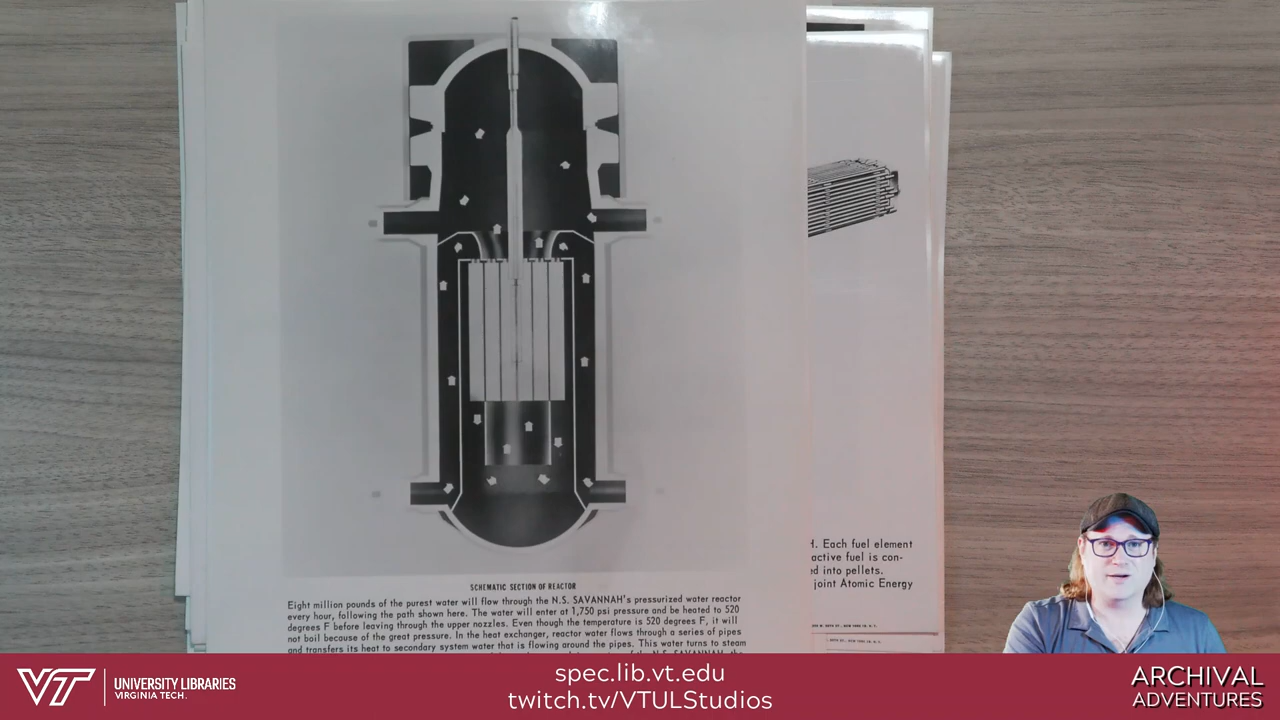 SCHEMATIC SECTION OF REACTOR
Eight million pounds of the purest water will flow through the N.S. SAVANNAH's pressurized water reactor
every hour, following the path shown here. The water will enter at 1,750 psi pressure and be heated to 520
degrees F before leaving through the upper nozzles. Even though the temperature is 520 degrees F, it will
not boil because of the great pressure. In the heat exchanger, reactor water flows through a series of pipes
and transfers its heat to secondary system water that is flowing around the pipes. This water turns to steam
H. Each fuel element
active fuel is con-
ed into pellets.
joint Atomic Energy
VT
UNIVERSITY LIBRARIES
VIRGINIA TECH.
spec.lib.vt.edu
twitch.tv/VTULStudios
ARCHIVAL
ADVENTURES